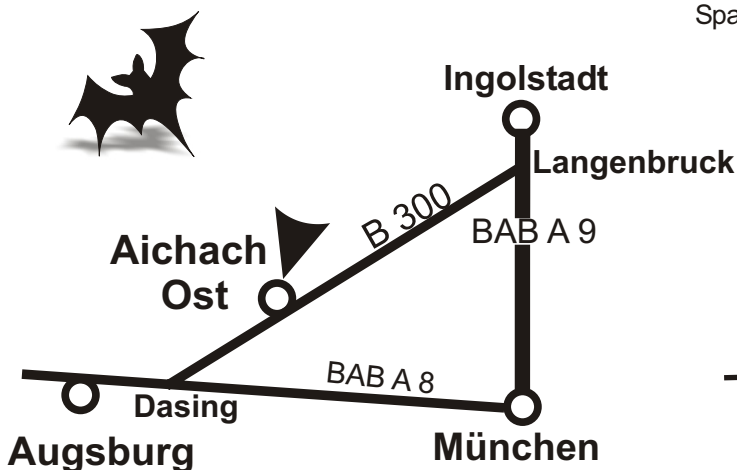 Spa
Ingolstadt
Langenbruck
B 300
BAB A 9
Aichach
Ost
BAB A 8
Dasing
Augsburg
München